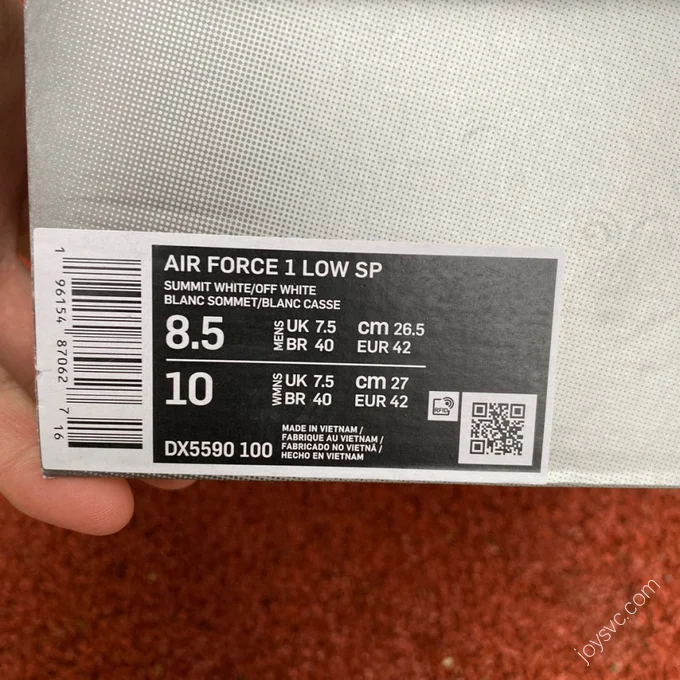 AIR FORCE 1 LOW SP
SUMMIT WHITE/OFF WHITE
BLANC SOMMET/BLANC CASSE
8.5 MENS UK 7.5 cm 26.5
BR 40 EUR 42
10 WMNS UK 7.5 cm 27
BR 40 EUR 42
RFID
DX5590 100
MADE IN VIETNAM /
FABRIQUE AU VIETNAM /
FABRICADO NO VIETNÃ /
HECHO EN VIETNAM
1 96154 87062 7 16
joysvc.com